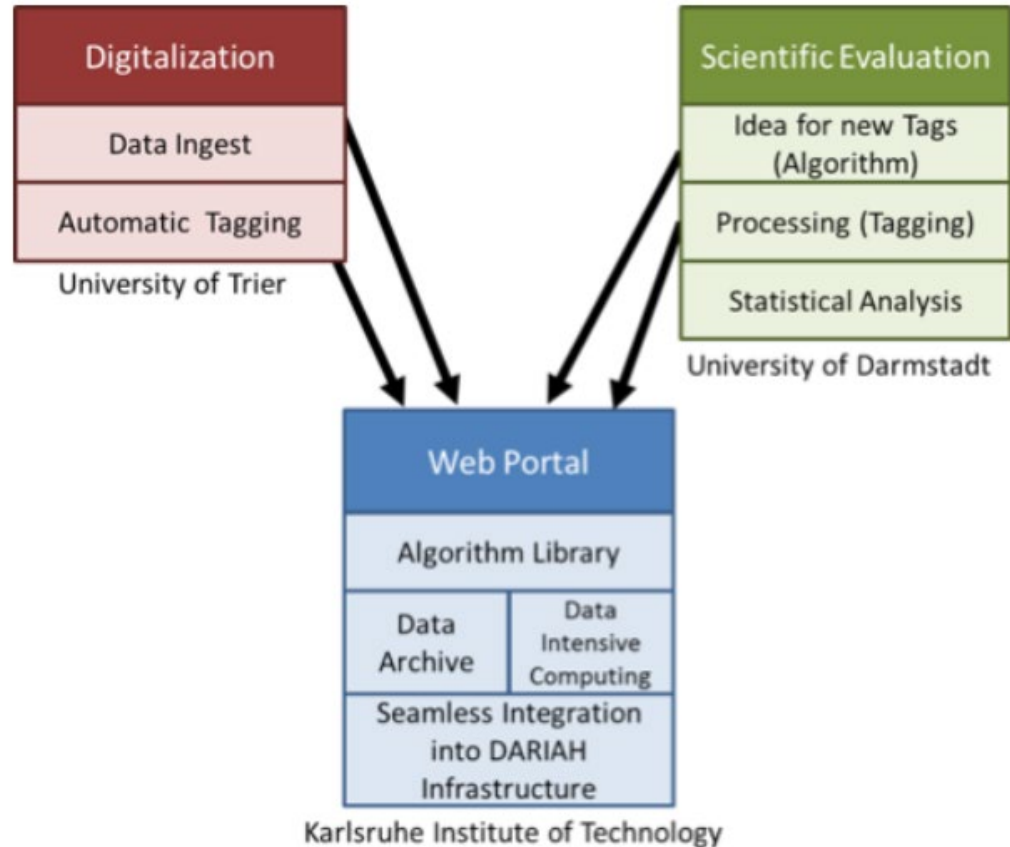 Digitalization
Data Ingest
Automatic Tagging
University of Trier
Scientific Evaluation
Idea for new Tags
(Algorithm)
Processing (Tagging)
Statistical Analysis
University of Darmstadt
Web Portal
Algorithm Library
Data
Archive
Data
Intensive
Computing
Seamless Integration
into DARIAH
Infrastructure
Karlsruhe Institute of Technology